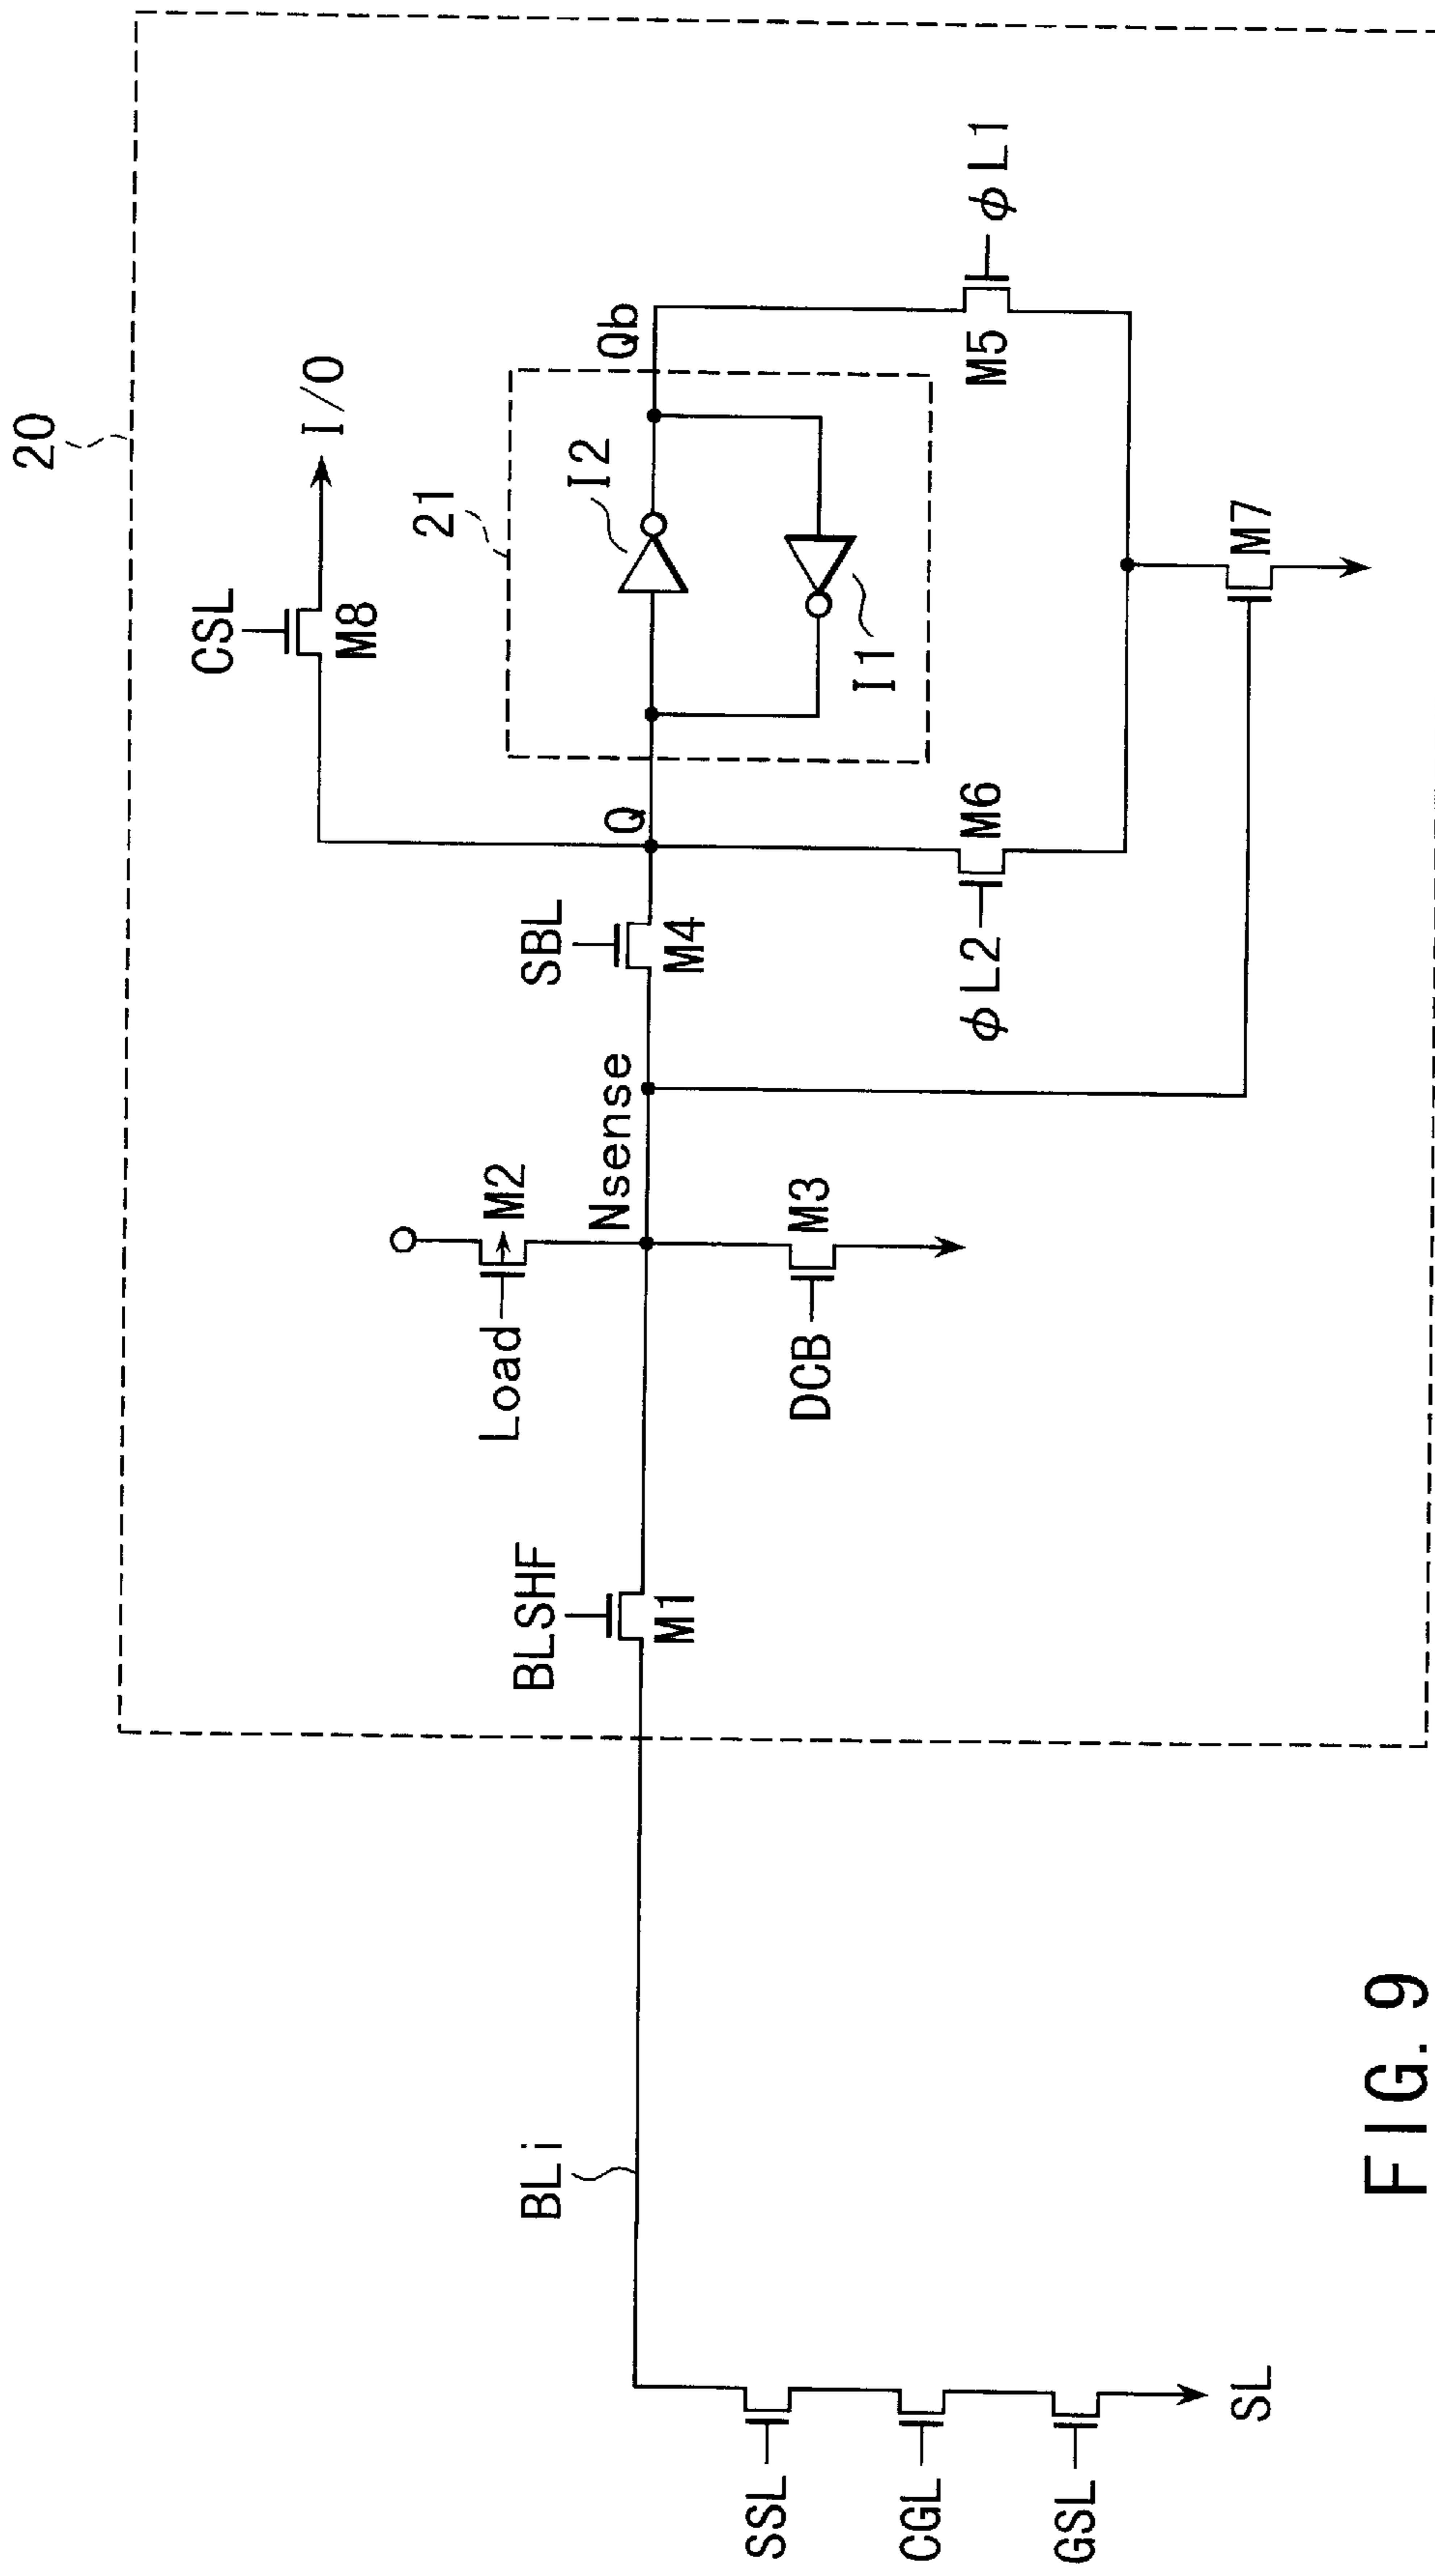 20
CSL
I/O
M8
21
I2
Qb
I1
Q
SBL
M4
M5
φL1
M6
φL2
M7
Load
M2
Nsense
DCB
M3
BLSHF
M1
BLi
SSL
CGL
GSL
SL
FIG. 9